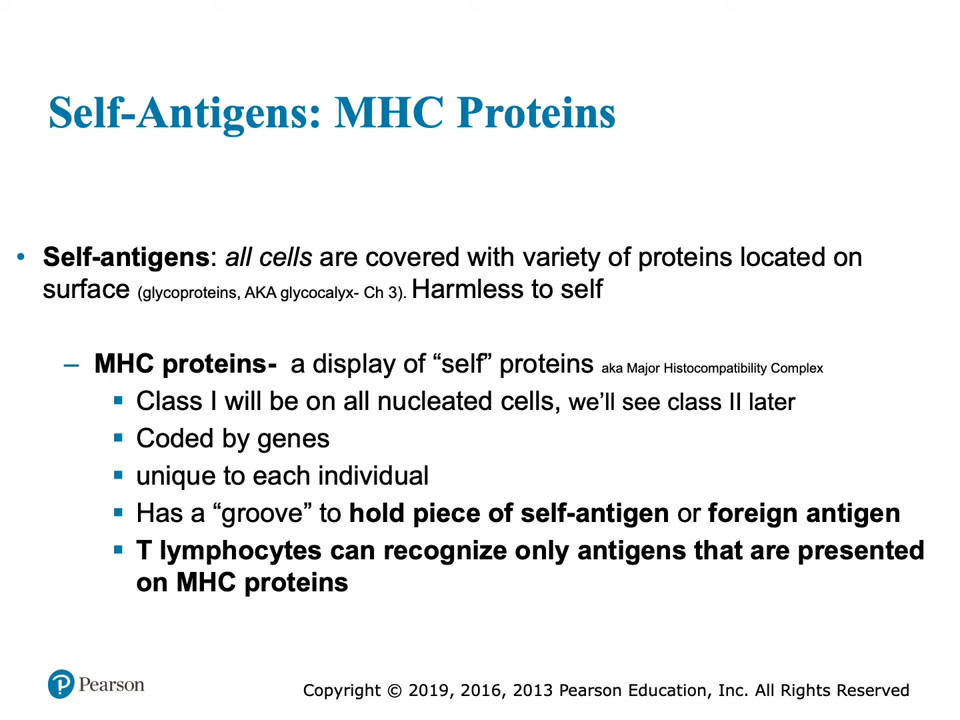 Self-Antigens: MHC Proteins
• Self-antigens: all cells are covered with variety of proteins located on
surface (glycoproteins, AKA glycocalyx- Ch 3). Harmless to self
– MHC proteins- a display of “self” proteins aka Major Histocompatibility Complex
▪ Class I will be on all nucleated cells, we’ll see class II later
▪ Coded by genes
▪ unique to each individual
▪ Has a “groove” to hold piece of self-antigen or foreign antigen
▪ T lymphocytes can recognize only antigens that are presented
on MHC proteins
Pearson
Copyright © 2019, 2016, 2013 Pearson Education, Inc. All Rights Reserved